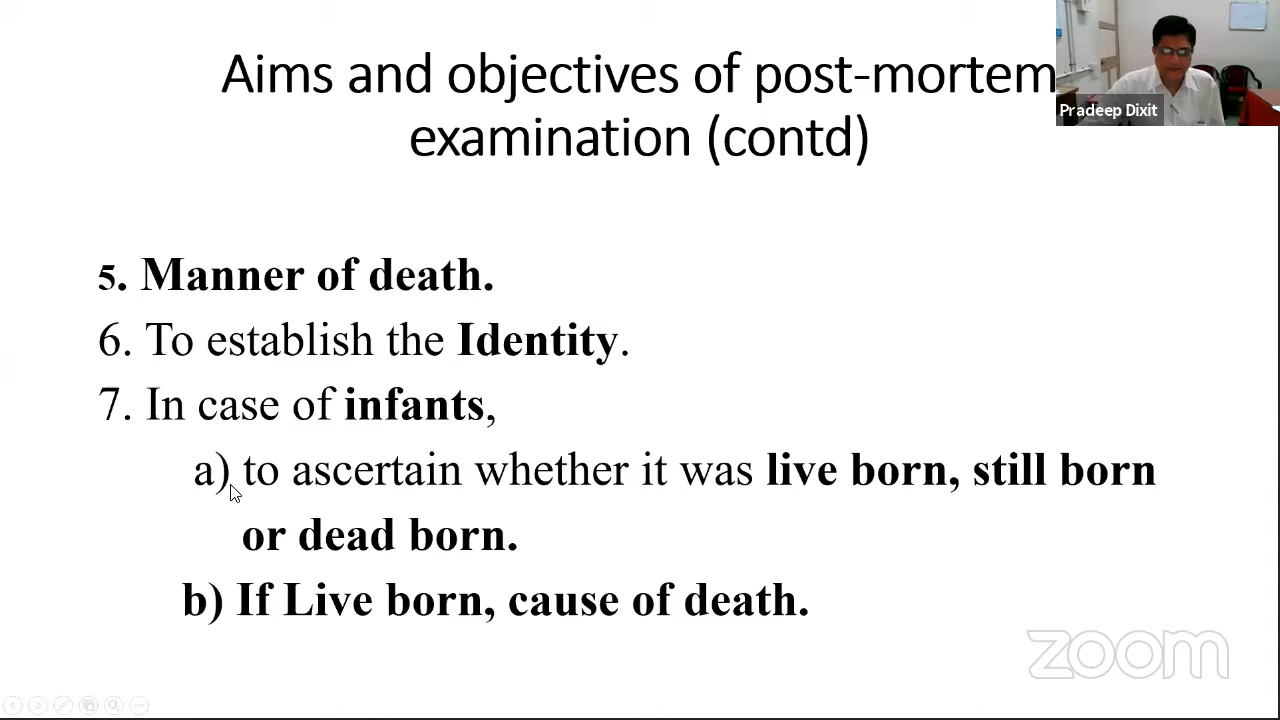 Aims and objectives of post-mortem
examination (contd)
Pradeep Dixit
5. Manner of death.
6. To establish the Identity.
7. In case of infants,
a) to ascertain whether it was live born, still born
or dead born.
b) If Live born, cause of death.
zoom